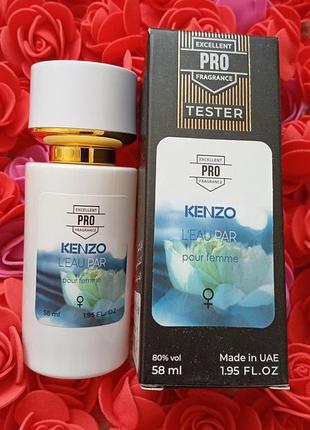 EXCELLENT
PRO
FRAGRANCE
KENZO
L'EAU PAR
pour femme
♀
58 ml 1.95 FL.OZ
EXCELLENT
PRO
FRAGRANCE
TESTER
EXCELLENT
PRO
FRAGRANCE
KENZO
L'EAU PAR
pour femme
♀
80% vol Made in UAE
58 ml 1.95 FL.OZ